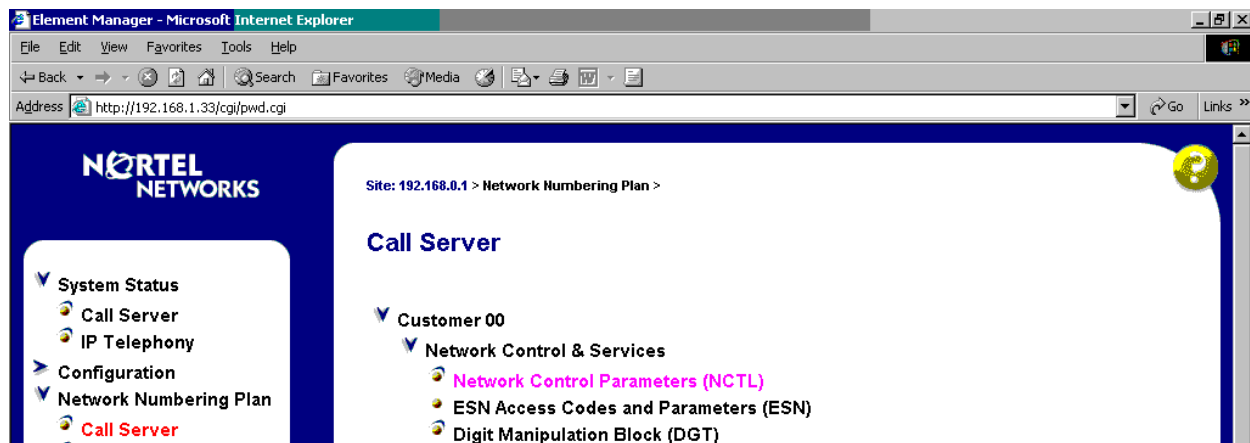 Element Manager - Microsoft Internet Explorer
File Edit View Favorites Tools Help
Back Search Favorites Media
Address http://192.168.1.33/cgi/pwd.cgi Go Links »
NORTEL
NETWORKS
Site: 192.168.0.1 > Network Numbering Plan >
Call Server
System Status
Call Server
IP Telephony
Configuration
Network Numbering Plan
Call Server
Customer 00
Network Control & Services
Network Control Parameters (NCTL)
ESN Access Codes and Parameters (ESN)
Digit Manipulation Block (DGT)